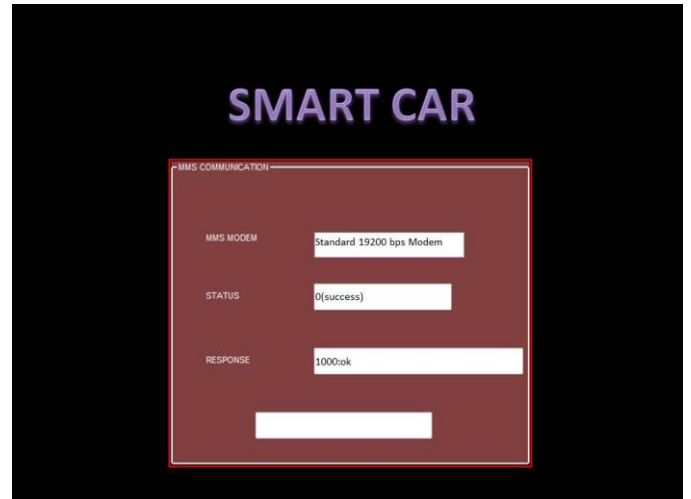 SMART CAR
MMS COMMUNICATION
MMS MODEM
Standard 19200 bps Modem
STATUS
0(success)
RESPONSE
1000:ok